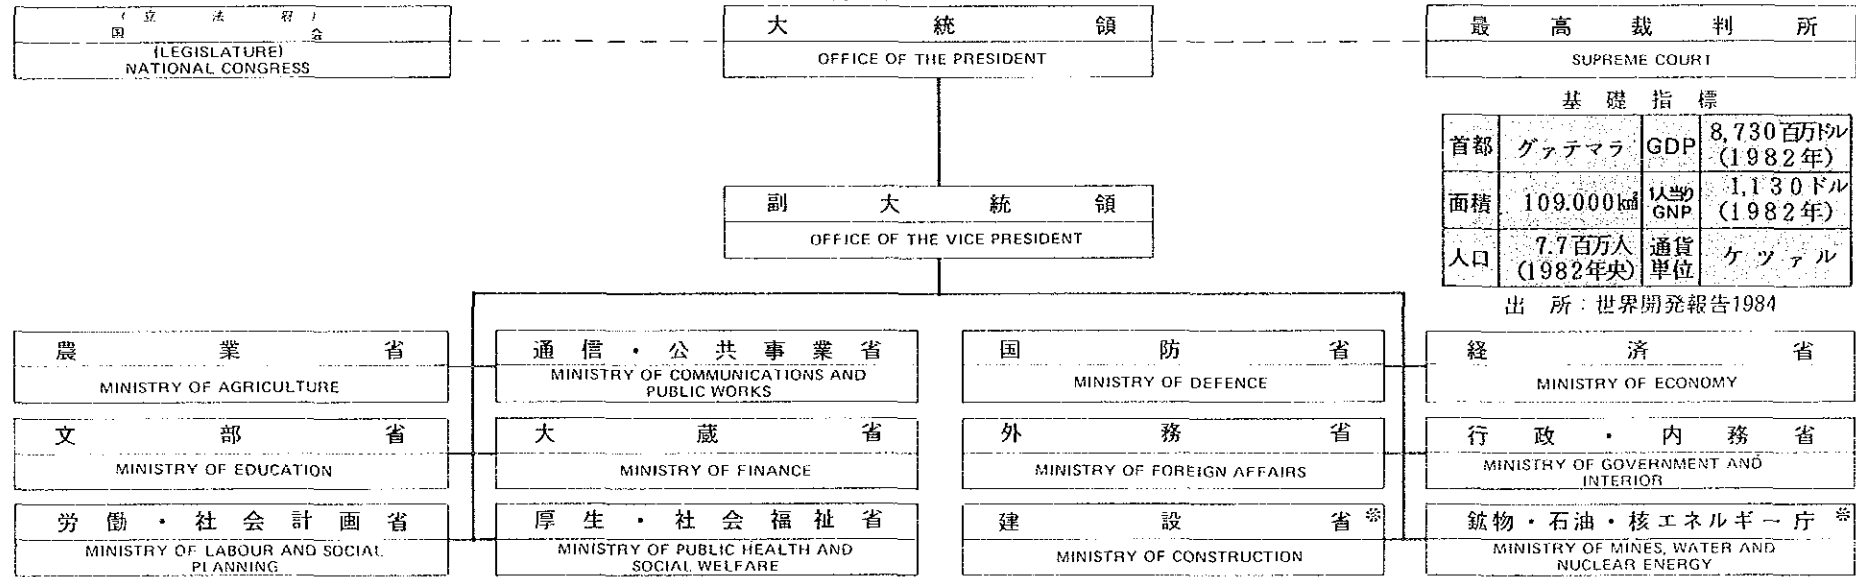 （立法府）
国会
(LEGISLATURE)
NATIONAL CONGRESS
大統領
OFFICE OF THE PRESIDENT
最高裁判所
SUPREME COURT
基礎指標
首都 グァテマラ GDP 8,730百万ドル (1982年)
面積 109.000km² 1人当り GNP 1,130ドル (1982年)
人口 7.7百万人 (1982年央) 通貨単位 ケツァル
出所：世界開発報告1984
副大統領
OFFICE OF THE VICE PRESIDENT
農業省
MINISTRY OF AGRICULTURE
通信・公共事業省
MINISTRY OF COMMUNICATIONS AND
PUBLIC WORKS
国防省
MINISTRY OF DEFENCE
経済省
MINISTRY OF ECONOMY
文部省
MINISTRY OF EDUCATION
大蔵省
MINISTRY OF FINANCE
外務省
MINISTRY OF FOREIGN AFFAIRS
行政・内務省
MINISTRY OF GOVERNMENT AND
INTERIOR
労働・社会計画省
MINISTRY OF LABOUR AND SOCIAL
PLANNING
厚生・社会福祉省
MINISTRY OF PUBLIC HEALTH AND
SOCIAL WELFARE
建設省※
MINISTRY OF CONSTRUCTION
鉱物・石油・核エネルギー庁※
MINISTRY OF MINES, WATER AND
NUCLEAR ENERGY